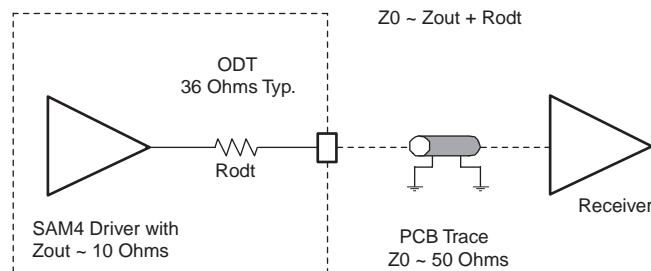 Z0 ~ Zout + Rodt
ODT
36 Ohms Typ.
Rodt
Receiver
SAM4 Driver with
Zout ~ 10 Ohms
PCB Trace
Z0 ~ 50 Ohms